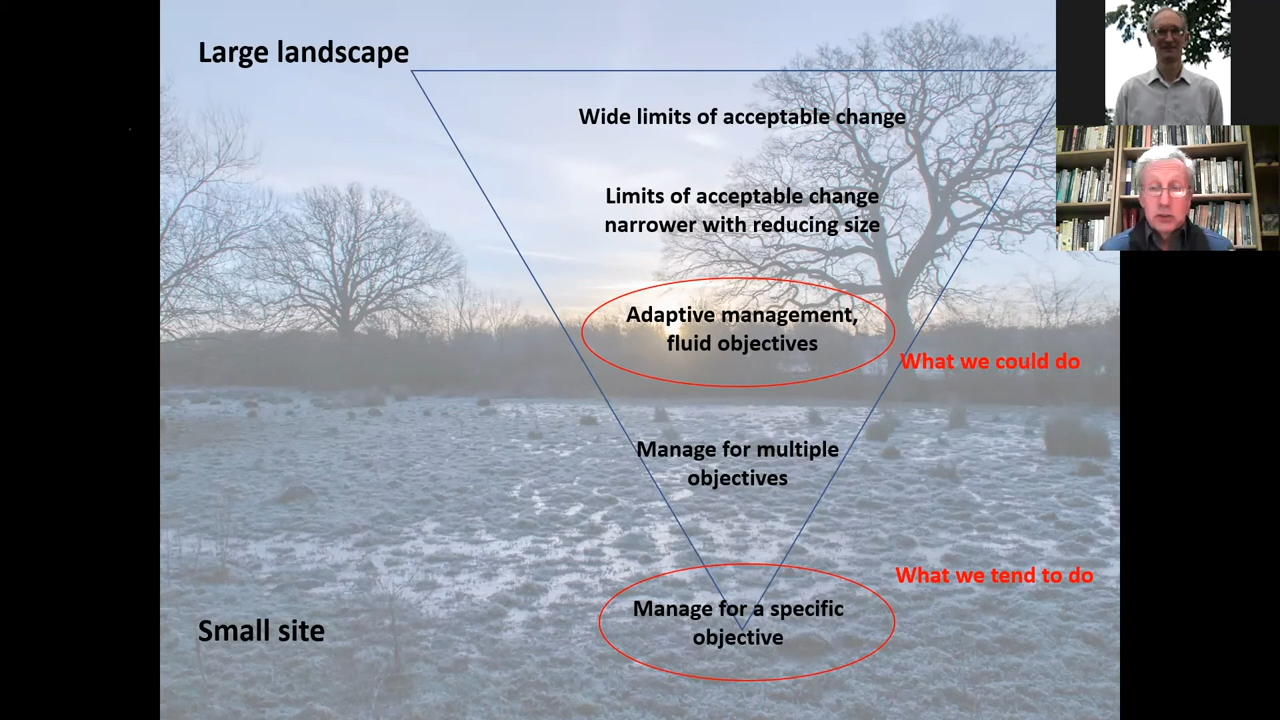 Large landscape
Wide limits of acceptable change
Limits of acceptable change
narrower with reducing size
Adaptive management,
fluid objectives
What we could do
Manage for multiple
objectives
What we tend to do
Manage for a specific
objective
Small site